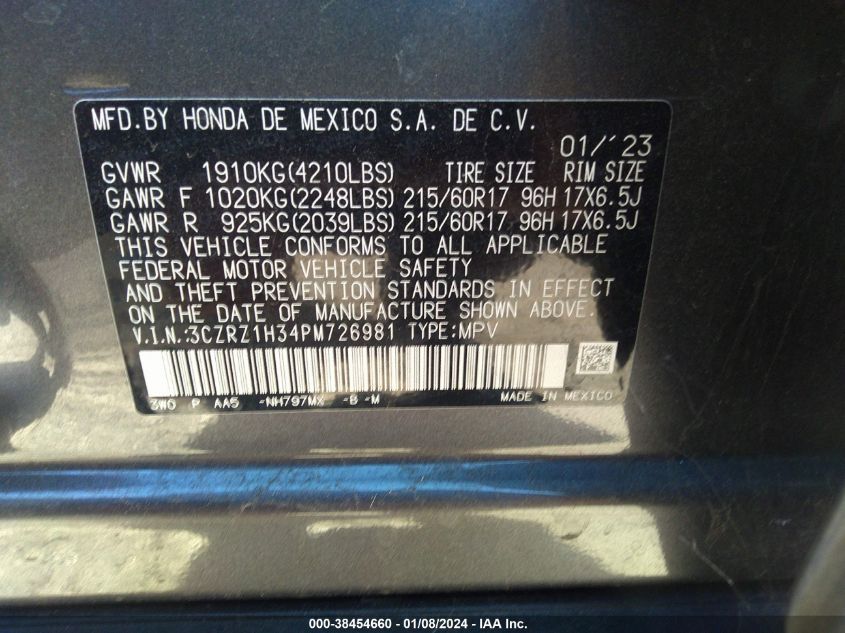 MFD.BY HONDA DE MEXICO S.A. DE C.V.
01/'23
GVWR 1910KG(4210LBS) TIRE SIZE RIM SIZE
GAWR F 1020KG(2248LBS) 215/60R17 96H 17X6.5J
GAWR R 925KG(2039LBS) 215/60R17 96H 17X6.5J
THIS VEHICLE CONFORMS TO ALL APPLICABLE
FEDERAL MOTOR VEHICLE SAFETY
AND THEFT PREVENTION STANDARDS IN EFFECT
ON THE DATE OF MANUFACTURE SHOWN ABOVE.
V.I.N.:3CZRZ1H34PM726981 TYPE:MPV
3W0 P AA5 -NH797MX -B -M MADE IN MEXICO
000-38454660 - 01/08/2024 - IAA Inc.